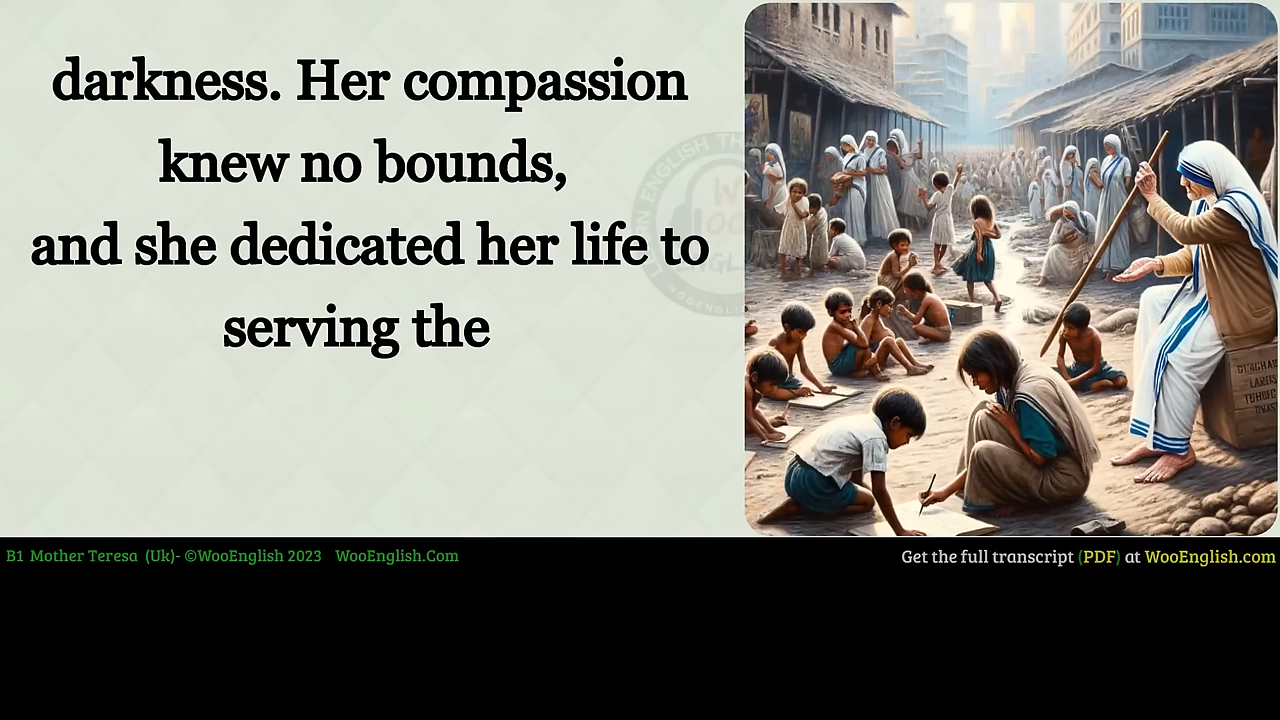 darkness. Her compassion
knew no bounds,
and she dedicated her life to
serving the
B1 Mother Teresa (Uk)- ©WooEnglish 2023 WooEnglish.Com
Get the full transcript (PDF) at WooEnglish.com